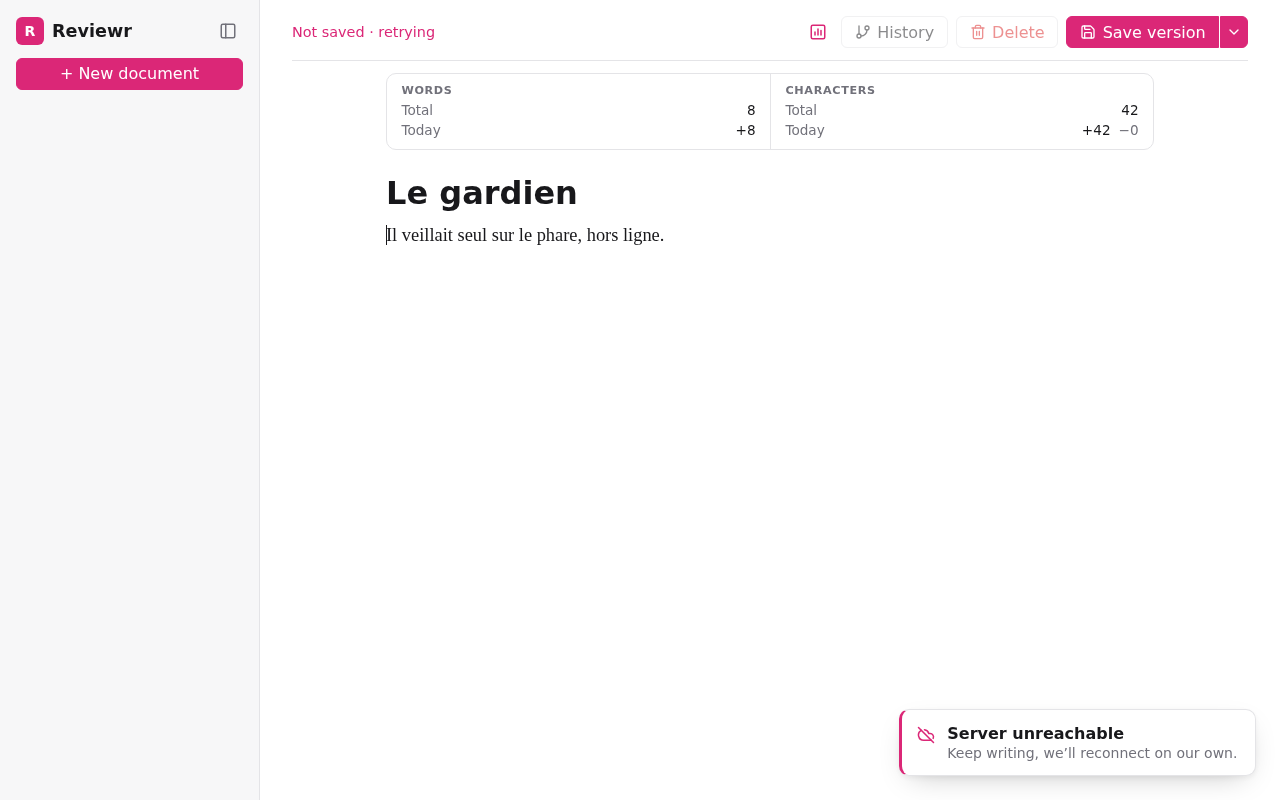 R Reviewr
+ New document
Not saved · retrying
History
Delete
Save version
WORDS
Total 8
Today +8
CHARACTERS
Total 42
Today +42 −0
Le gardien
Il veillait seul sur le phare, hors ligne.
Server unreachable
Keep writing, we’ll reconnect on our own.